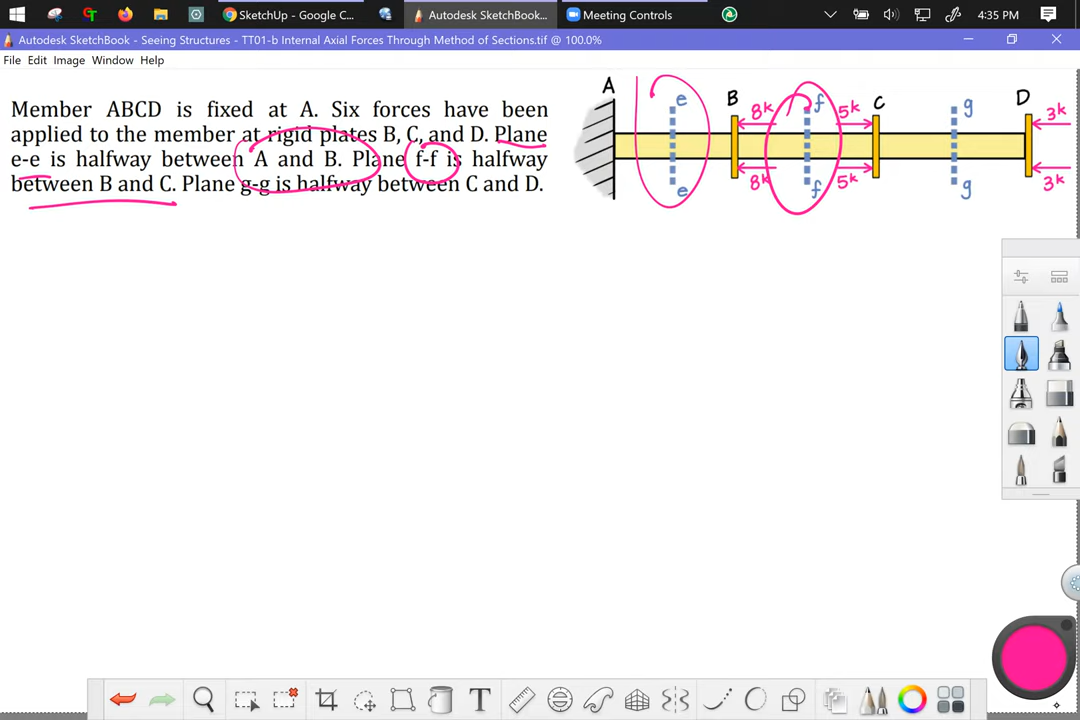 SketchUp - Google C...
Autodesk SketchBook...
Meeting Controls
4:35 PM
Autodesk SketchBook - Seeing Structures - TT01-b Internal Axial Forces Through Method of Sections.tif @ 100.0%
File Edit Image Window Help
Member ABCD is fixed at A. Six forces have been
applied to the member at rigid plates B, C, and D. Plane
e-e is halfway between A and B. Plane f-f is halfway
between B and C. Plane g-g is halfway between C and D.
A
e
B
8k
f
5k
C
g
D
3k
e
8k
f
5k
g
3k
T